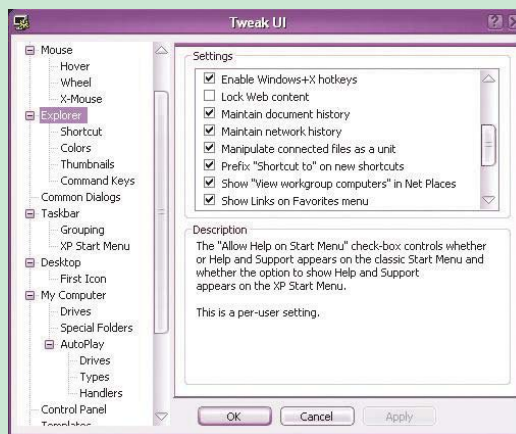 Tweak UI
Mouse
Hover
Wheel
X-Mouse
Explorer
Shortcut
Colors
Thumbnails
Command Keys
Common Dialogs
Taskbar
Grouping
XP Start Menu
Desktop
First Icon
My Computer
Drives
Special Folders
AutoPlay
Drives
Types
Handlers
Control Panel
Templates
Settings
Enable Windows+X hotkeys
Lock Web content
Maintain document history
Maintain network history
Manipulate connected files as a unit
Prefix "Shortcut to" on new shortcuts
Show "View workgroup computers" in Net Places
Show Links on Favorites menu
Description
The "Allow Help on Start Menu" check-box controls whether
or Help and Support appears on the classic Start Menu and
whether the option to show Help and Support
appears on the XP Start Menu.
This is a per-user setting.
OK
Cancel
Apply